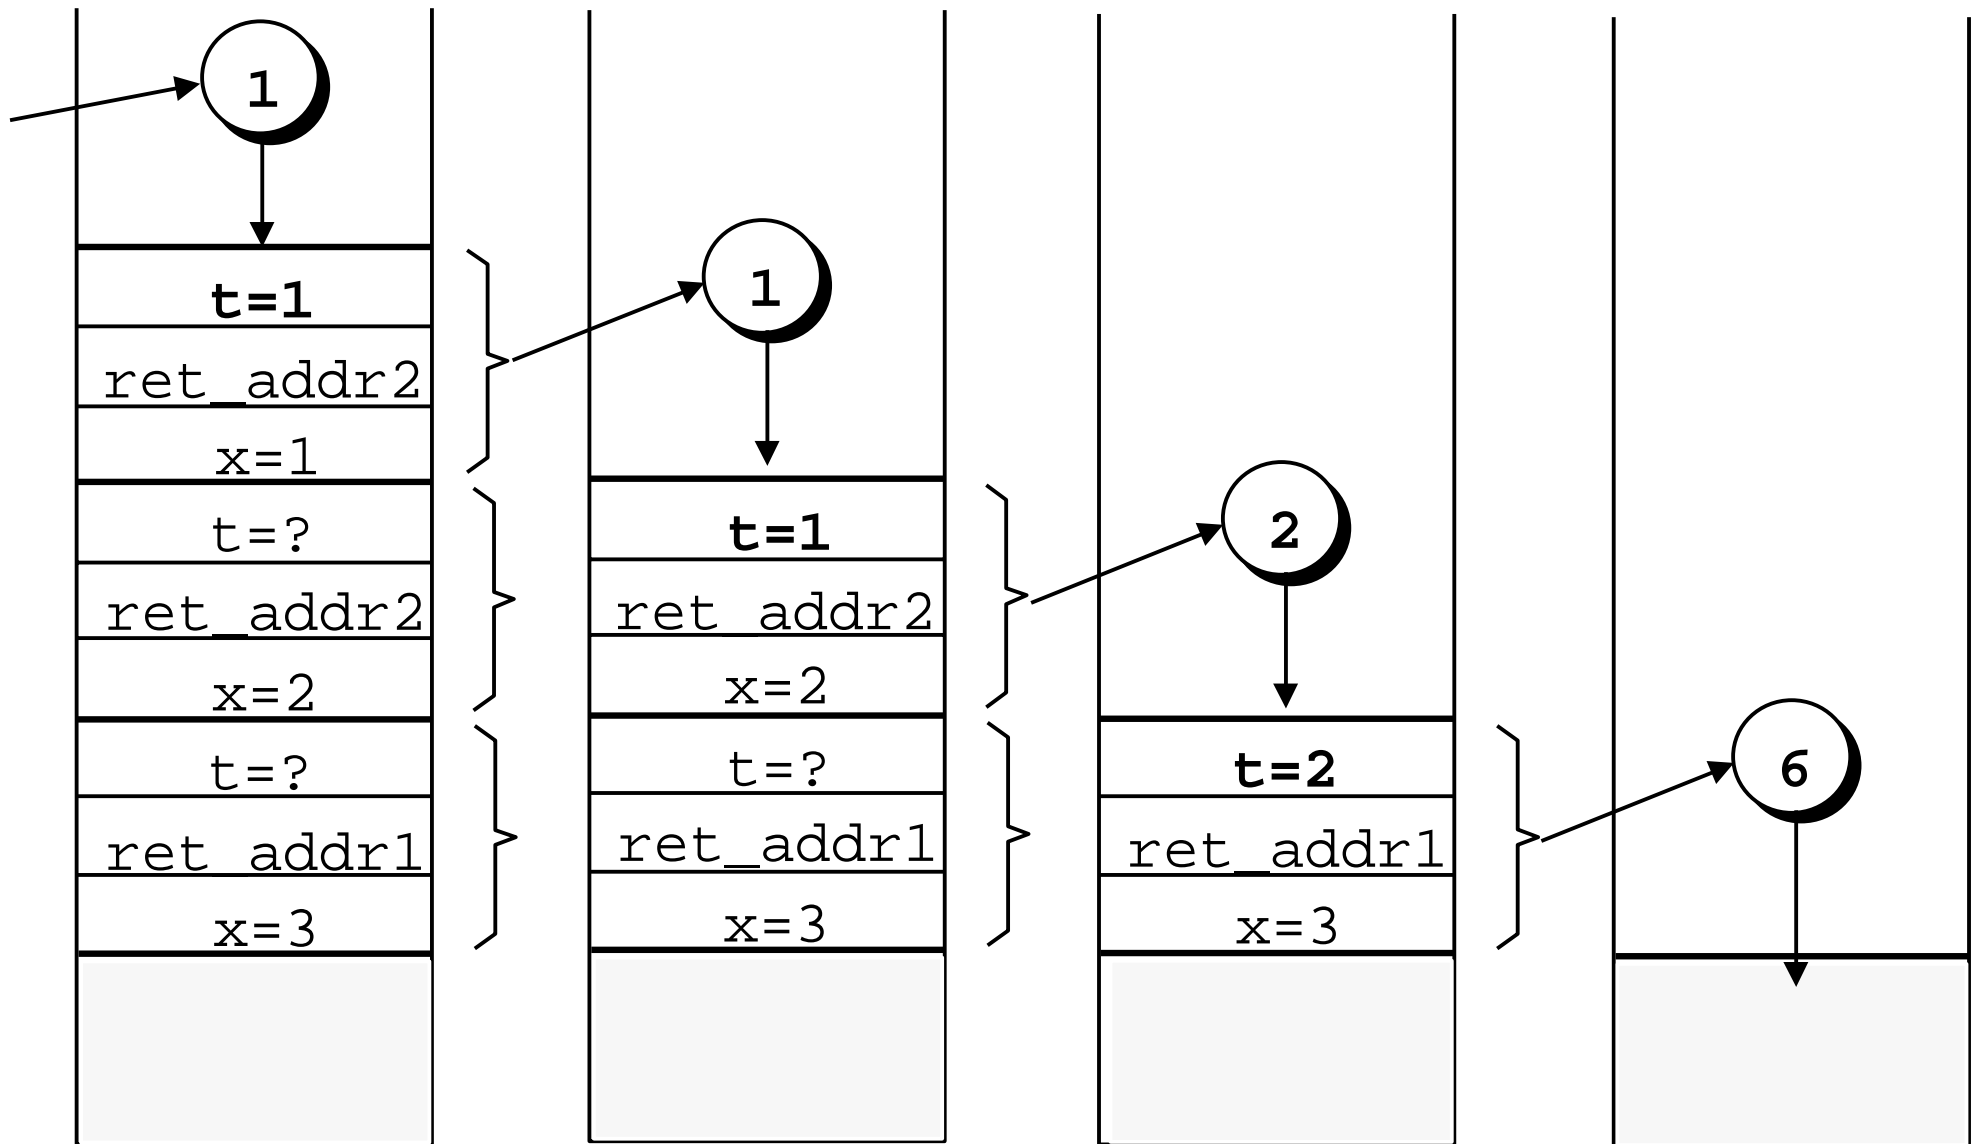 1
t=1
ret_addr2
x=1
t=?
ret_addr2
x=2
t=?
ret_addr1
x=3
1
t=1
ret_addr2
x=2
t=?
ret_addr1
x=3
2
t=2
ret_addr1
x=3
6